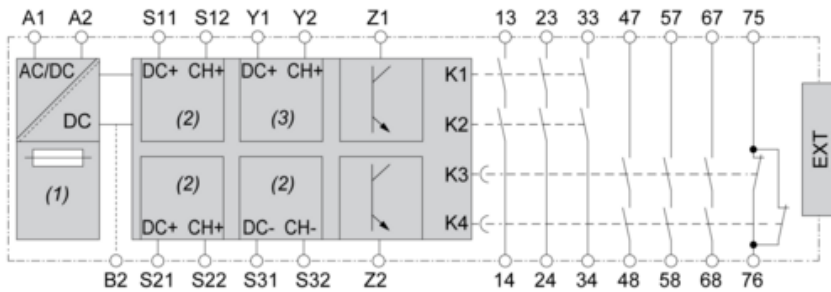 A1 A2 S11 S12 Y1 Y2 Z1 13 23 33 47 57 67 75
AC/DC DC+ CH+ DC+ CH+ K1
DC (2) (3) K2
(1) (2) (2) K3 EXT
DC+ CH+ DC- CH- K4
B2 S21 S22 S31 S32 Z2 14 24 34 48 58 68 76